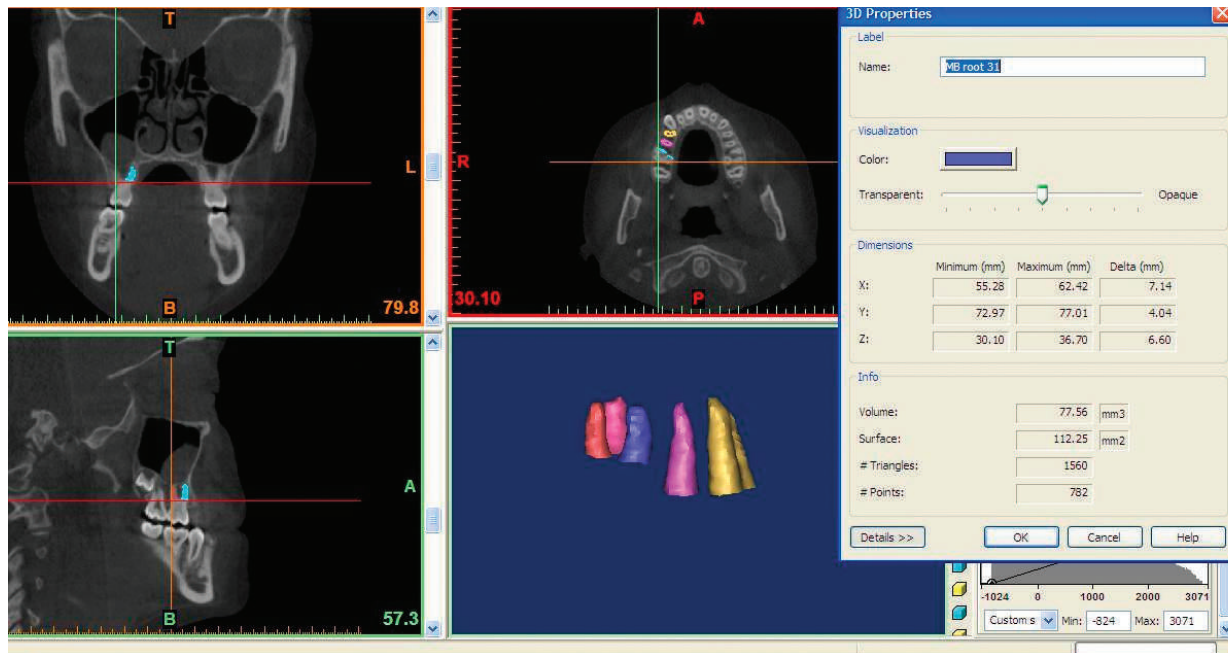 T
L
B
79.8
A
R
P
30.10
T
A
B
57.3
3D Properties
Label
Name: MB root 31
Visualization
Color:
Transparent: Opaque
Dimensions
Minimum (mm) Maximum (mm) Delta (mm)
X: 55.28 62.42 7.14
Y: 72.97 77.01 4.04
Z: 30.10 36.70 6.60
Info
Volume: 77.56 mm3
Surface: 112.25 mm2
# Triangles: 1560
# Points: 782
Details >> OK Cancel Help
-1024 0 1000 2000 3071
Custom s Min: -824 Max: 3071